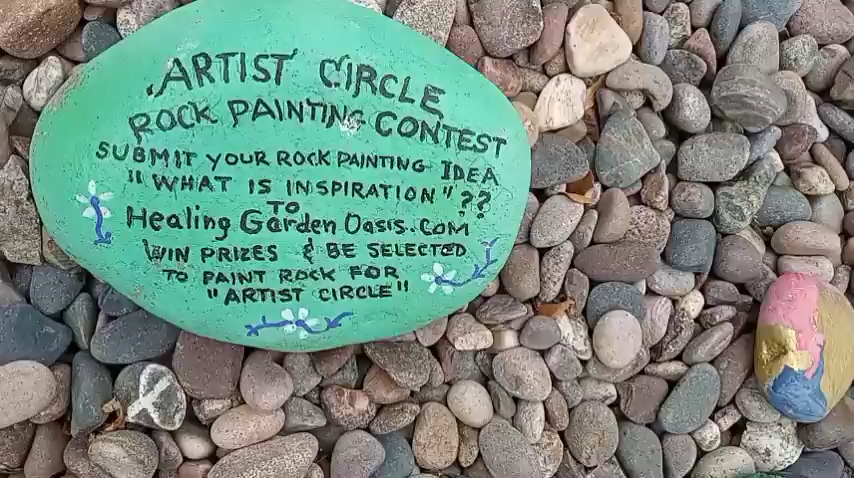 ARTIST CIRCLE
ROCK PAINTING CONTEST
SUBMIT YOUR ROCK PAINTING IDEA
"WHAT IS INSPIRATION"??
TO
Healing Garden Oasis.COM
WIN PRIZES & BE SELECTED
TO PAINT ROCK FOR
"ARTIST CIRCLE"